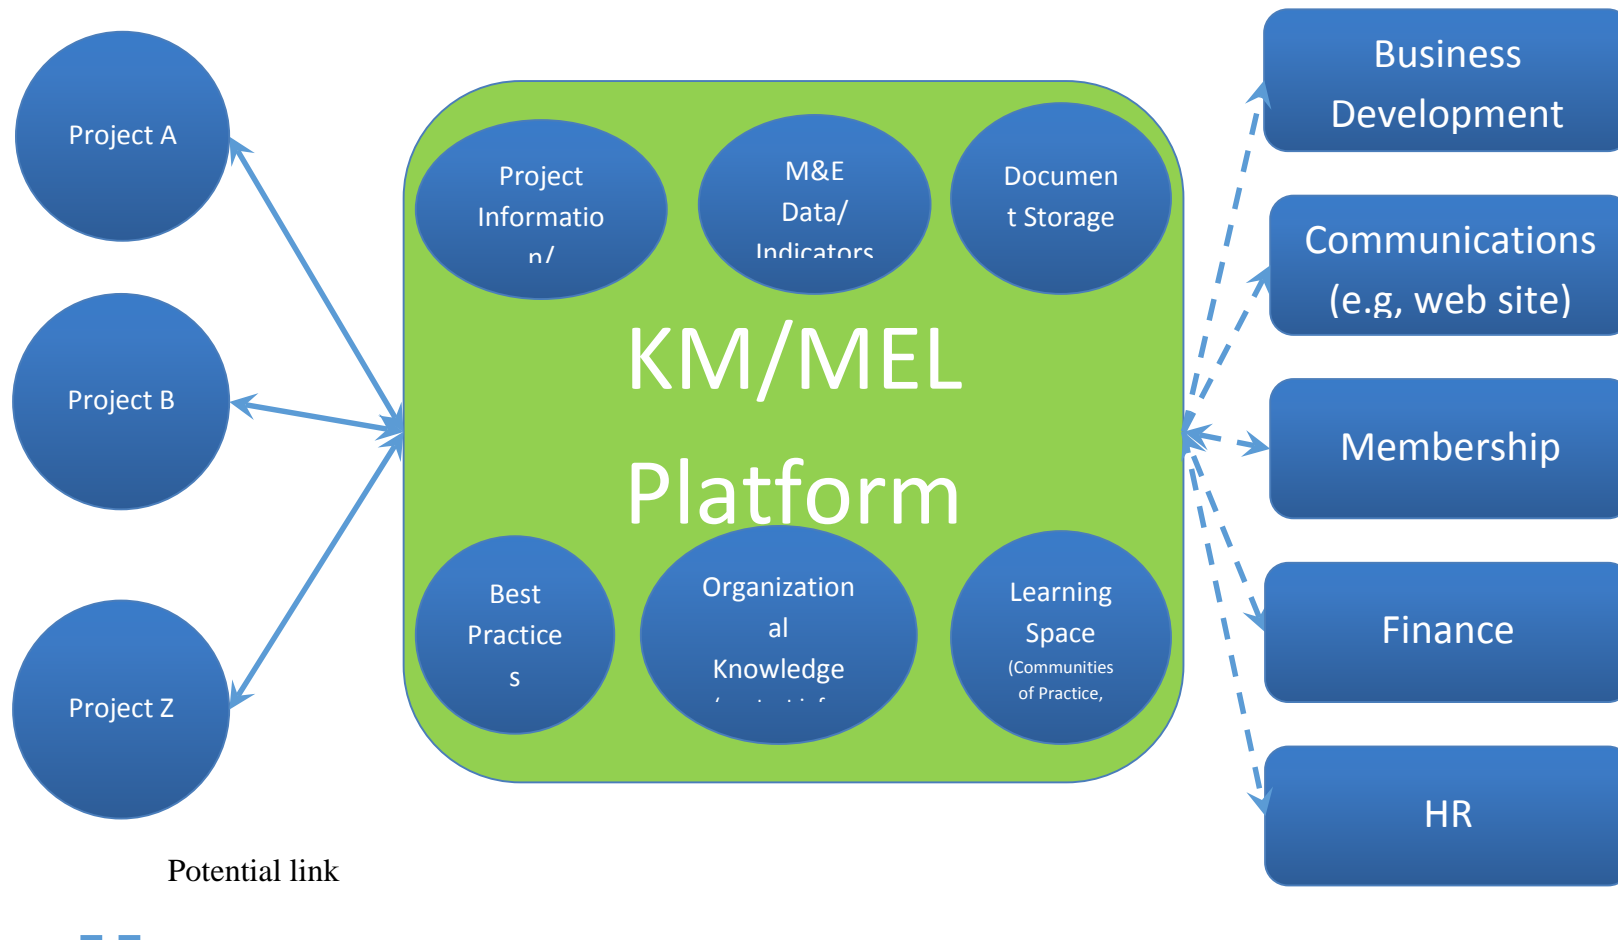 Project A
Project B
Project Z
Project
Informatio
n/
M&E
Data/
Indicators
Documen
t Storage
KM/MEL
Platform
Best
Practice
s
Organization
al
Knowledge
Learning
Space
(Communities
of Practice,
Business
Development
Communications
(e.g, web site)
Membership
Finance
HR
Potential link